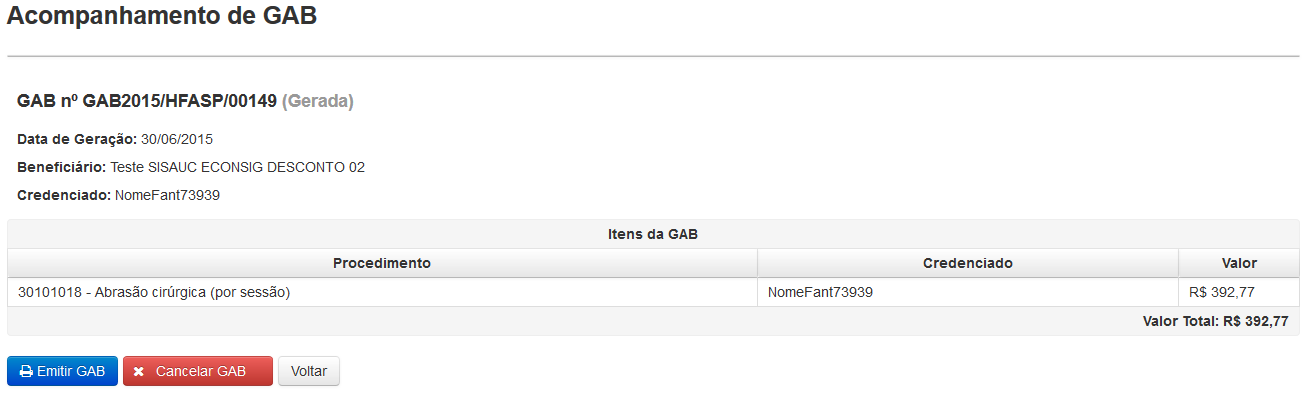 Acompanhamento de GAB
GAB nº GAB2015/HFASP/00149 (Gerada)
Data de Geração: 30/06/2015
Beneficiário: Teste SISAUC ECONSIG DESCONTO 02
Credenciado: NomeFant73939
Itens da GAB
Procedimento Credenciado Valor
30101018 - Abrasão cirúrgica (por sessão) NomeFant73939 R$ 392,77
Valor Total: R$ 392,77
Emitir GAB Cancelar GAB Voltar